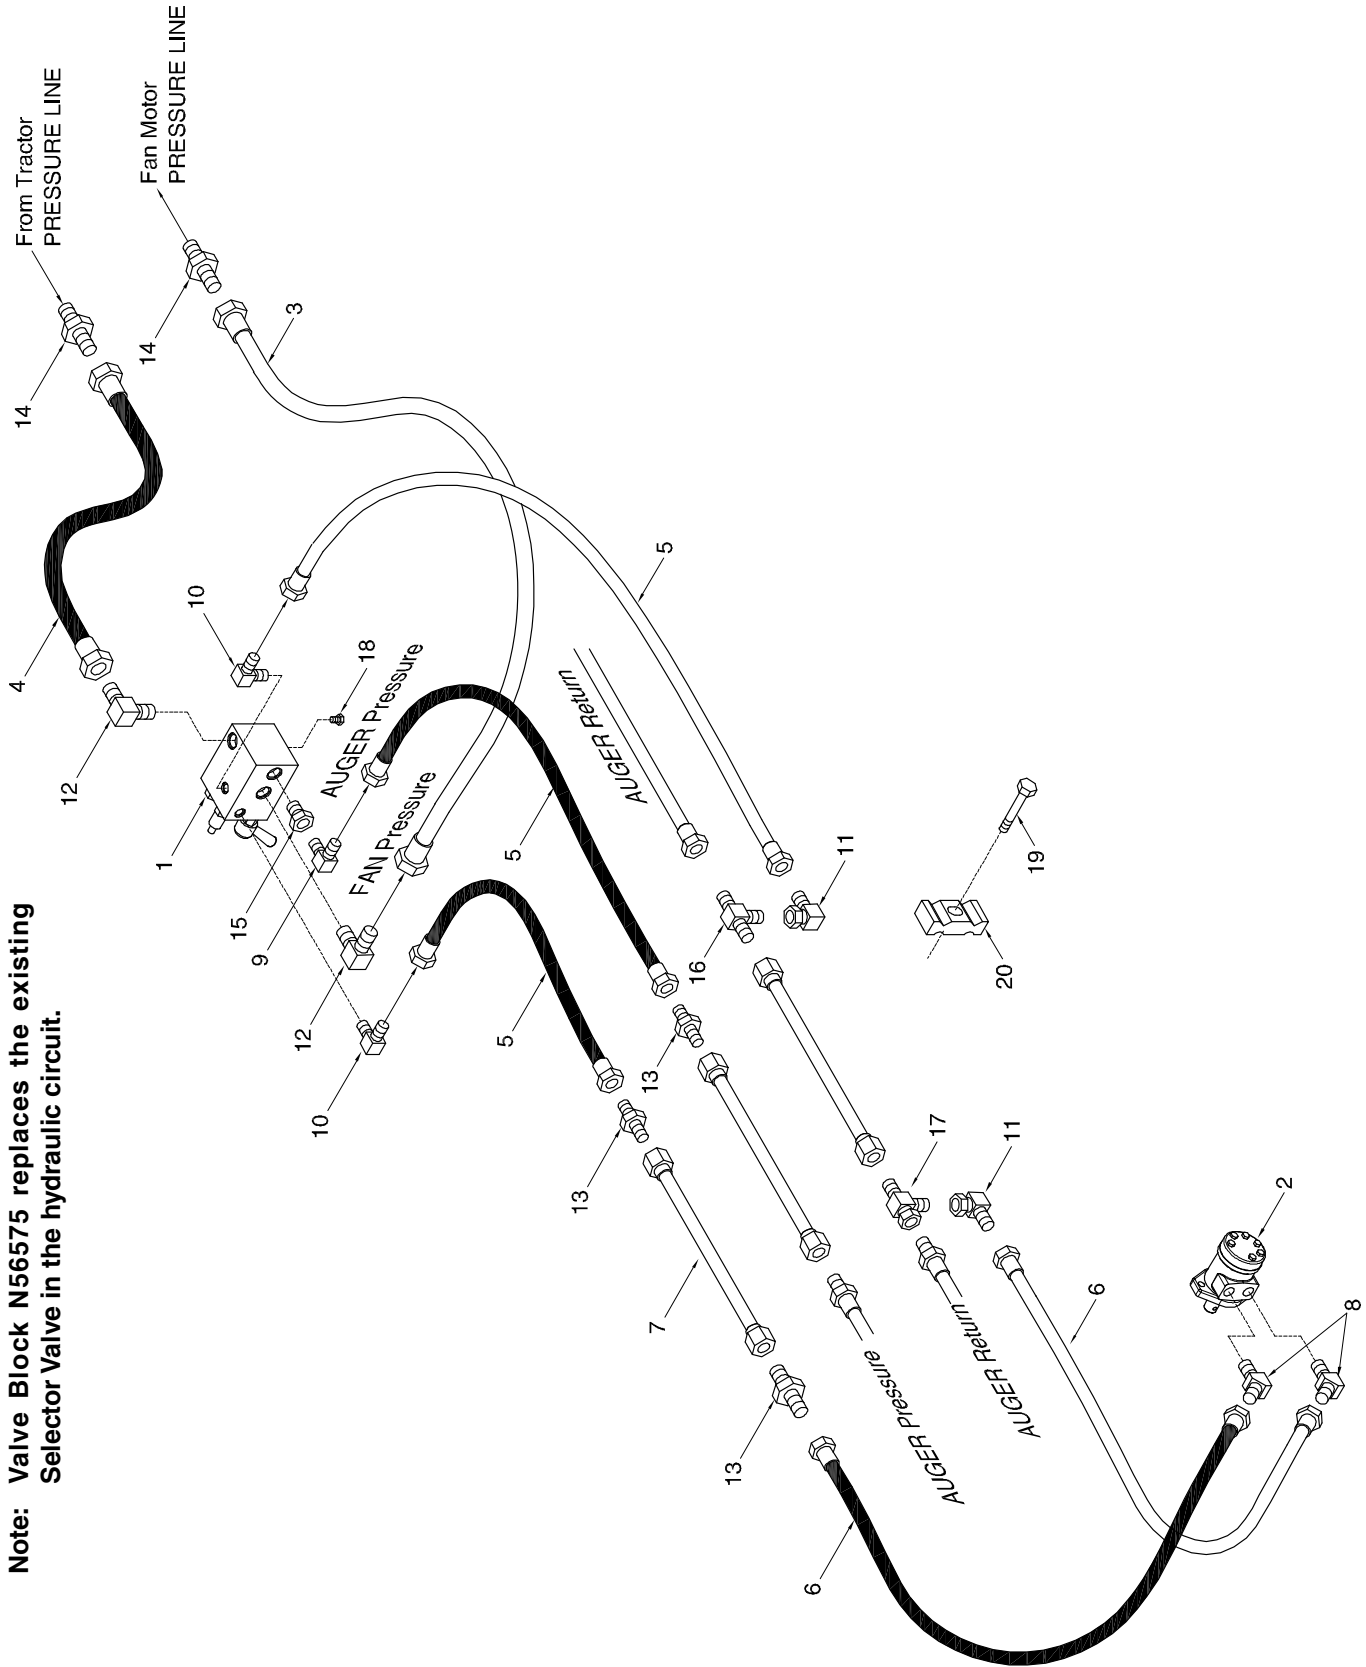 Note: Valve Block N56575 replaces the existing
Selector Valve in the hydraulic circuit.
From Tractor
PRESSURE LINE
Fan Motor
PRESSURE LINE
14
14
3
4
10
5
12
18
AUGER Pressure
1
FAN Pressure
AUGER Return
15
9
5
11
19
12
16
20
10
5
13
13
17
11
2
7
6
8
AUGER Pressure
AUGER Return
13
6